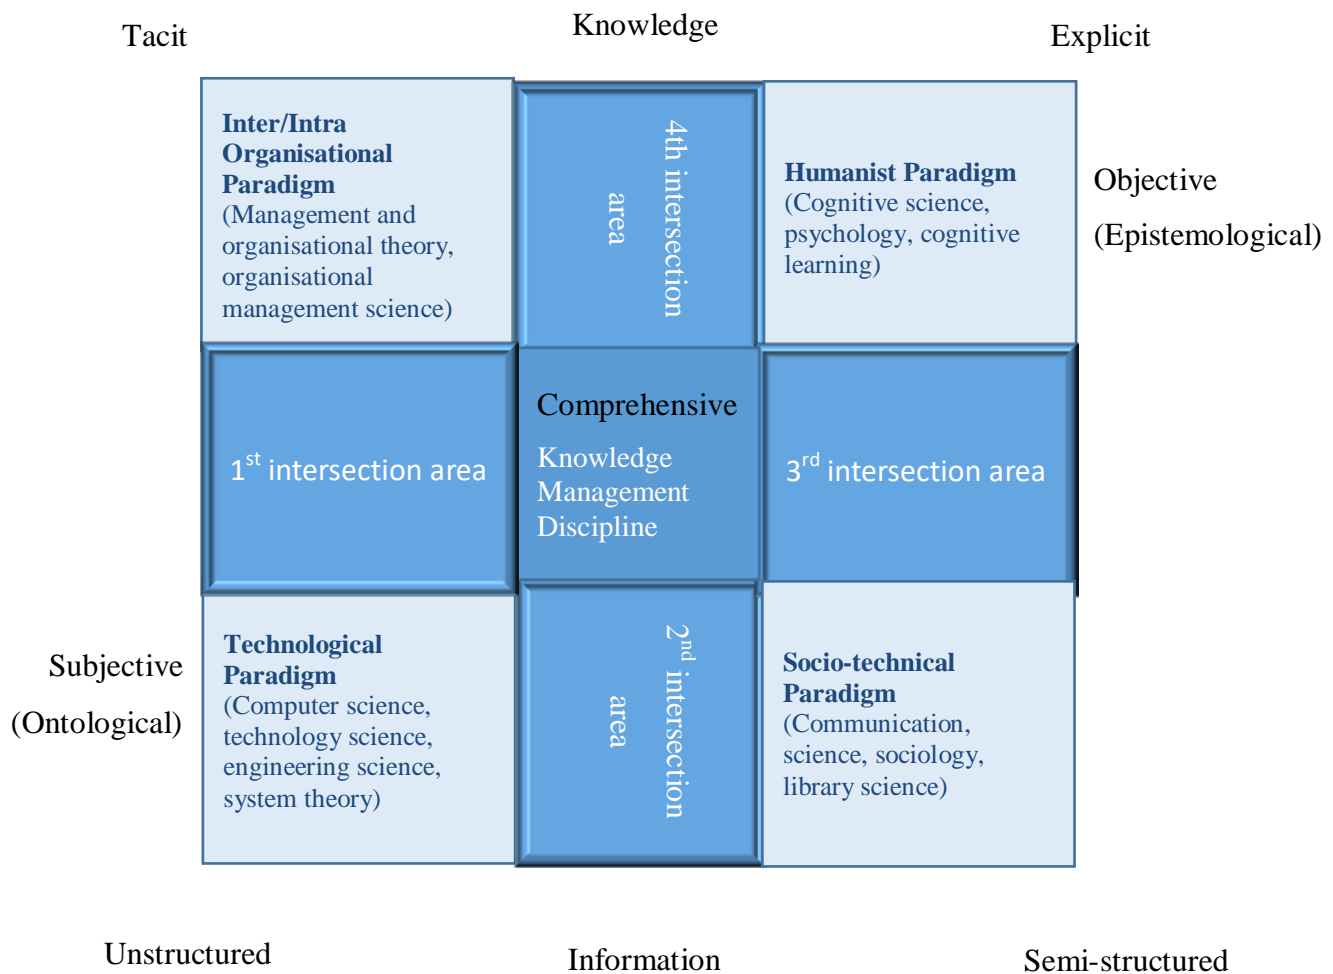 Tacit
Knowledge
Explicit
Inter/Intra
Organisational
Paradigm
(Management and
organisational theory,
organisational
management science)
4th intersection
area
Humanist Paradigm
(Cognitive science,
psychology, cognitive
learning)
Objective
(Epistemological)
1st intersection area
Comprehensive
Knowledge
Management
Discipline
3rd intersection area
Subjective
(Ontological)
Technological
Paradigm
(Computer science,
technology science,
engineering science,
system theory)
2nd intersection
area
Socio-technical
Paradigm
(Communication,
science, sociology,
library science)
Unstructured
Information
Semi-structured